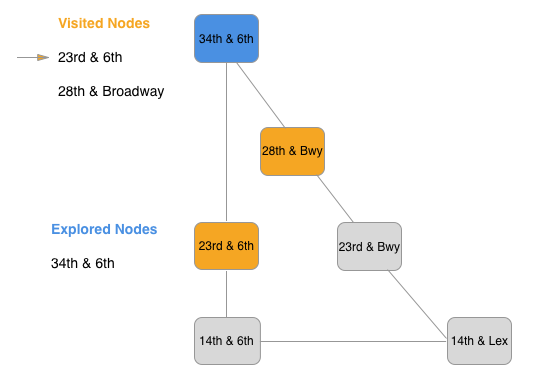 Visited Nodes
23rd & 6th
28th & Broadway
34th & 6th
28th & Bwy
Explored Nodes
34th & 6th
23rd & 6th
23rd & Bwy
14th & 6th
14th & Lex